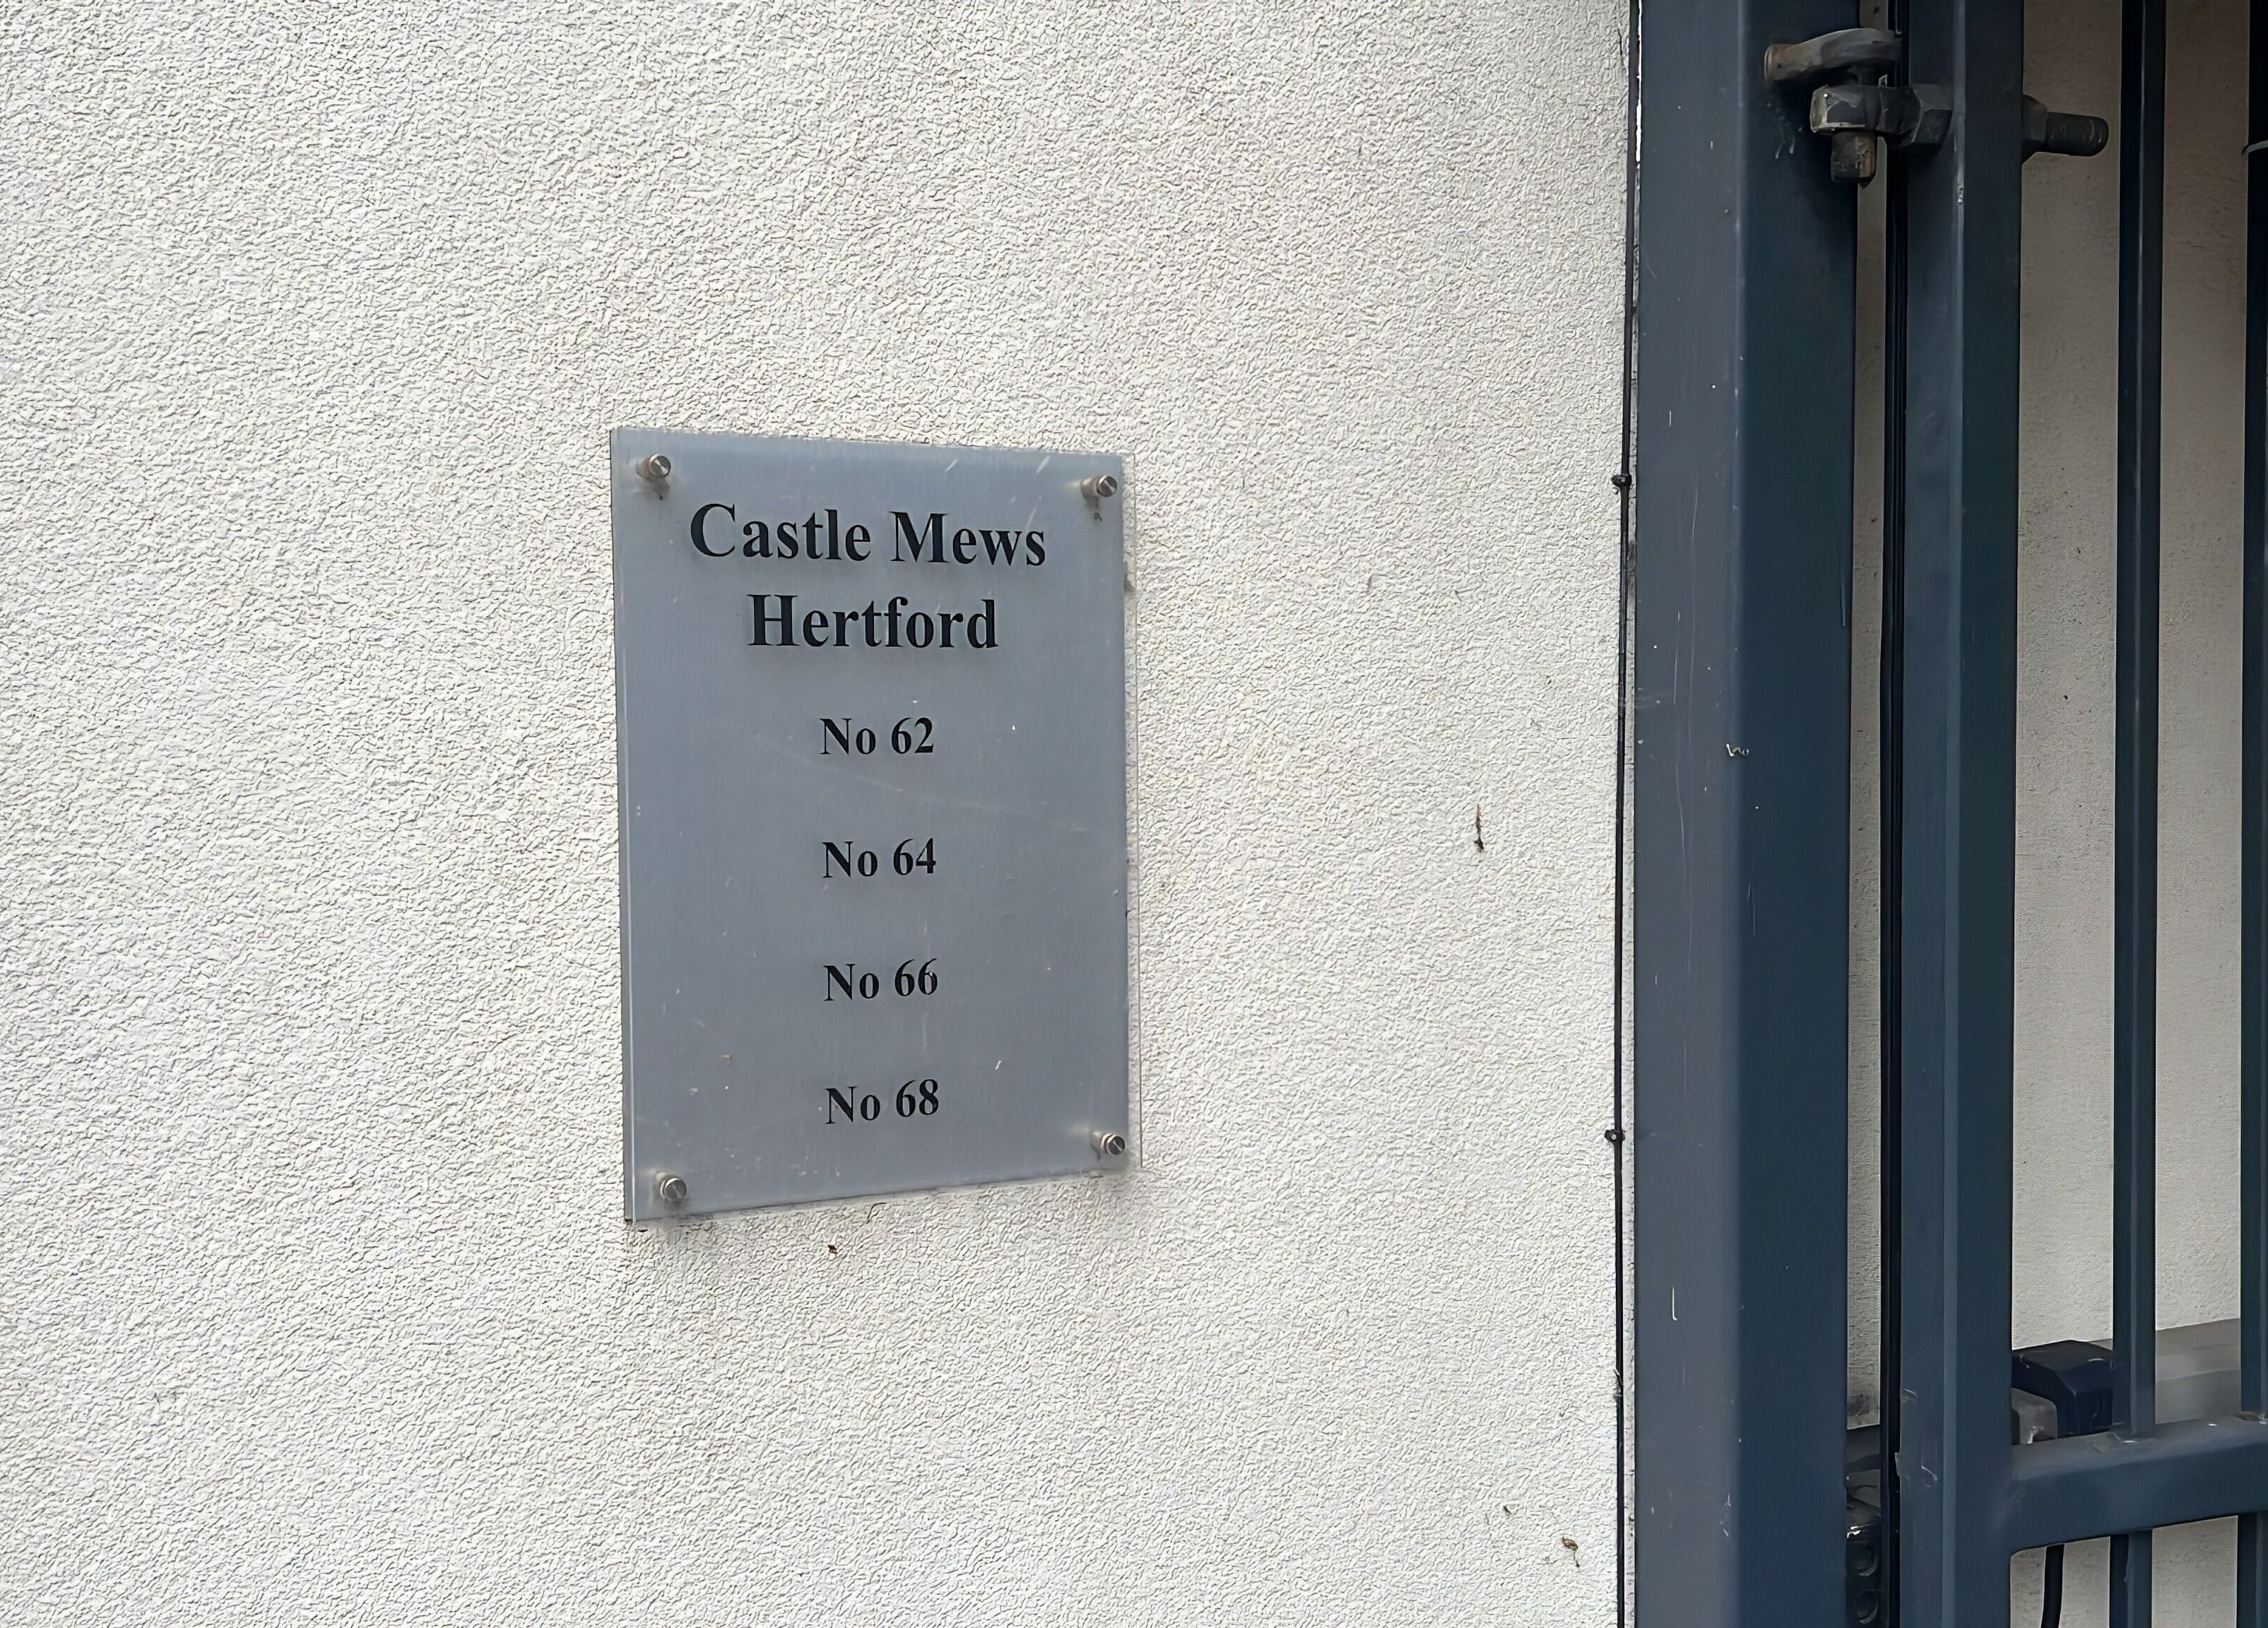 Castle Mews
Hertford
No 62
No 64
No 66
No 68